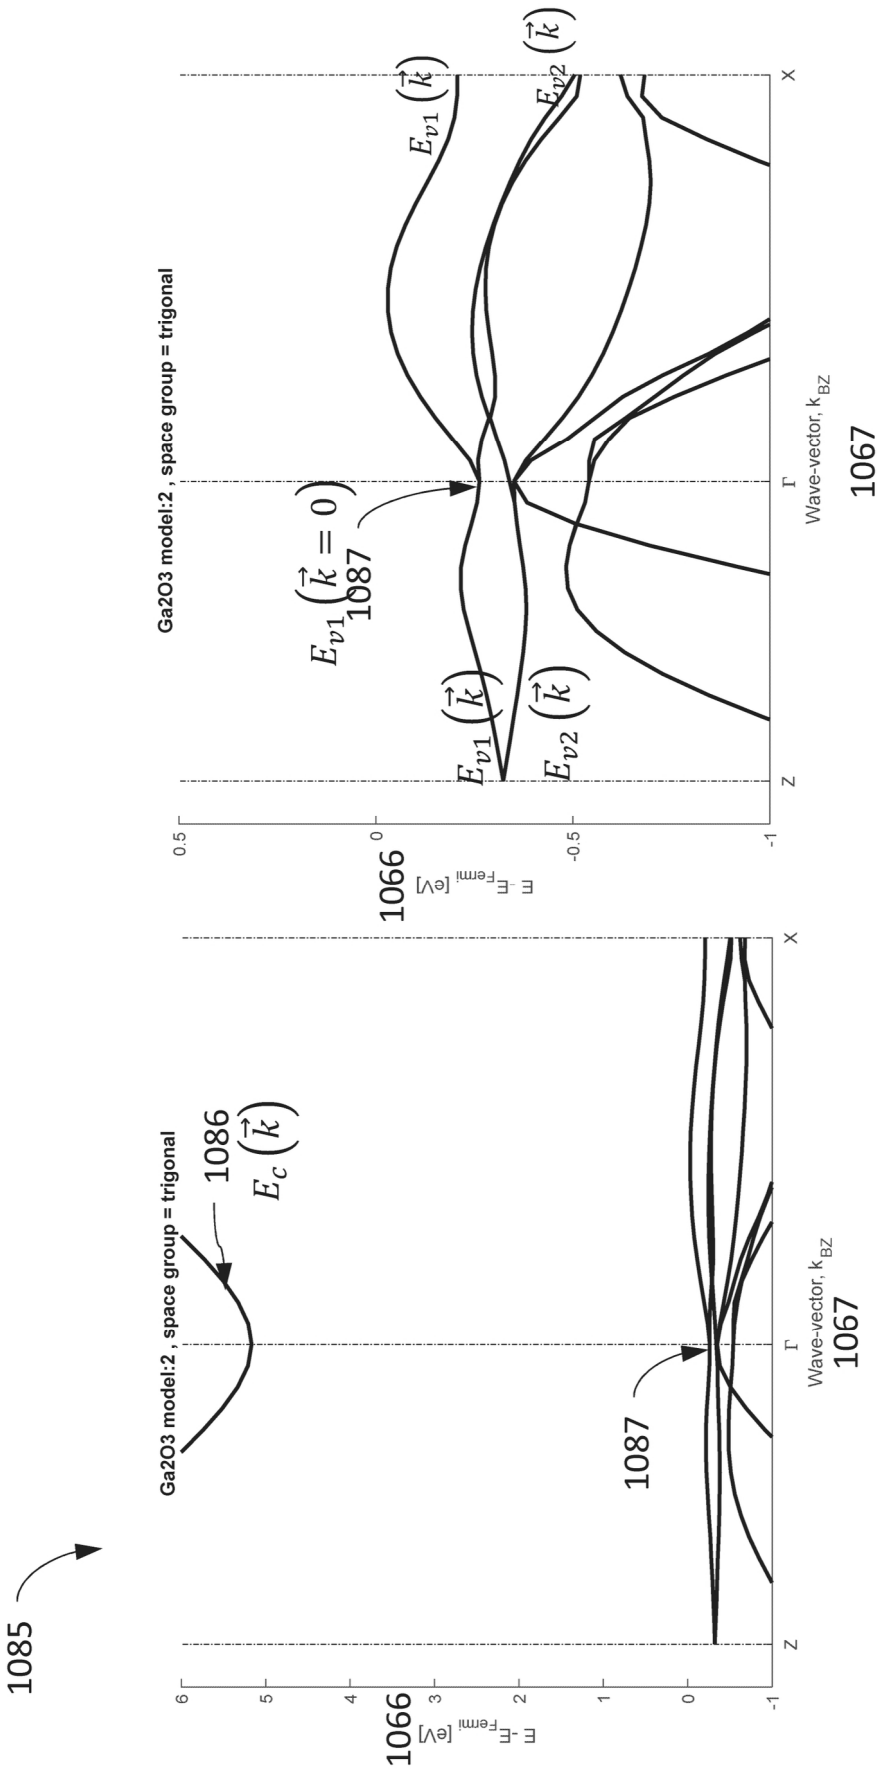 1085
Ga2O3 model:2 , space group = trigonal
1086
E_c (k⃗)
1087
6
5
4
3
2
1
0
-1
1066
E - E_Fermi [eV]
Z
Γ
X
Wave-vector, k_BZ
1067
Ga2O3 model:2 , space group = trigonal
E_v1 (k⃗ = 0)
1087
E_v1 (k⃗)
E_v2 (k⃗)
E_v1 (k⃗)
E_v2 (k⃗)
0.5
0
-0.5
-1
1066
E - E_Fermi [eV]
Z
Γ
X
Wave-vector, k_BZ
1067